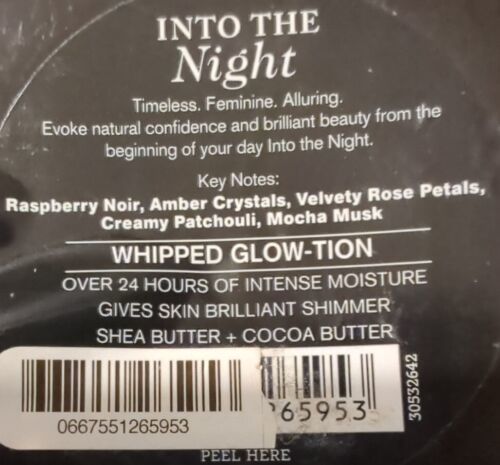 INTO THE
Night
Timeless. Feminine. Alluring.
Evoke natural confidence and brilliant beauty from the
beginning of your day Into the Night.
Key Notes:
Raspberry Noir, Amber Crystals, Velvety Rose Petals,
Creamy Patchouli, Mocha Musk
WHIPPED GLOW-TION
OVER 24 HOURS OF INTENSE MOISTURE
GIVES SKIN BRILLIANT SHIMMER
SHEA BUTTER + COCOA BUTTER
0667551265953
65953
30532642
PEEL HERE